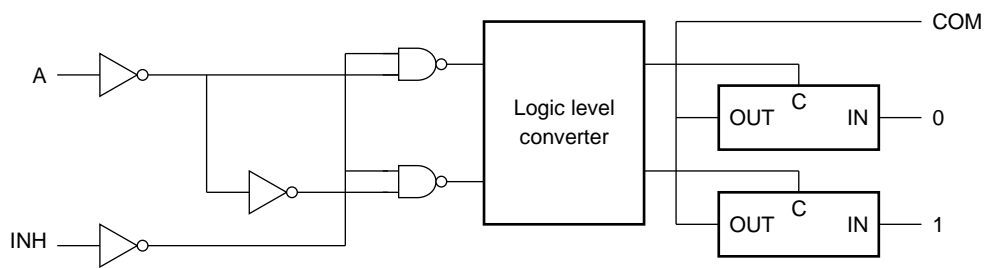 COM
A
Logic level
converter
C
OUT
IN
0
C
OUT
IN
1
INH